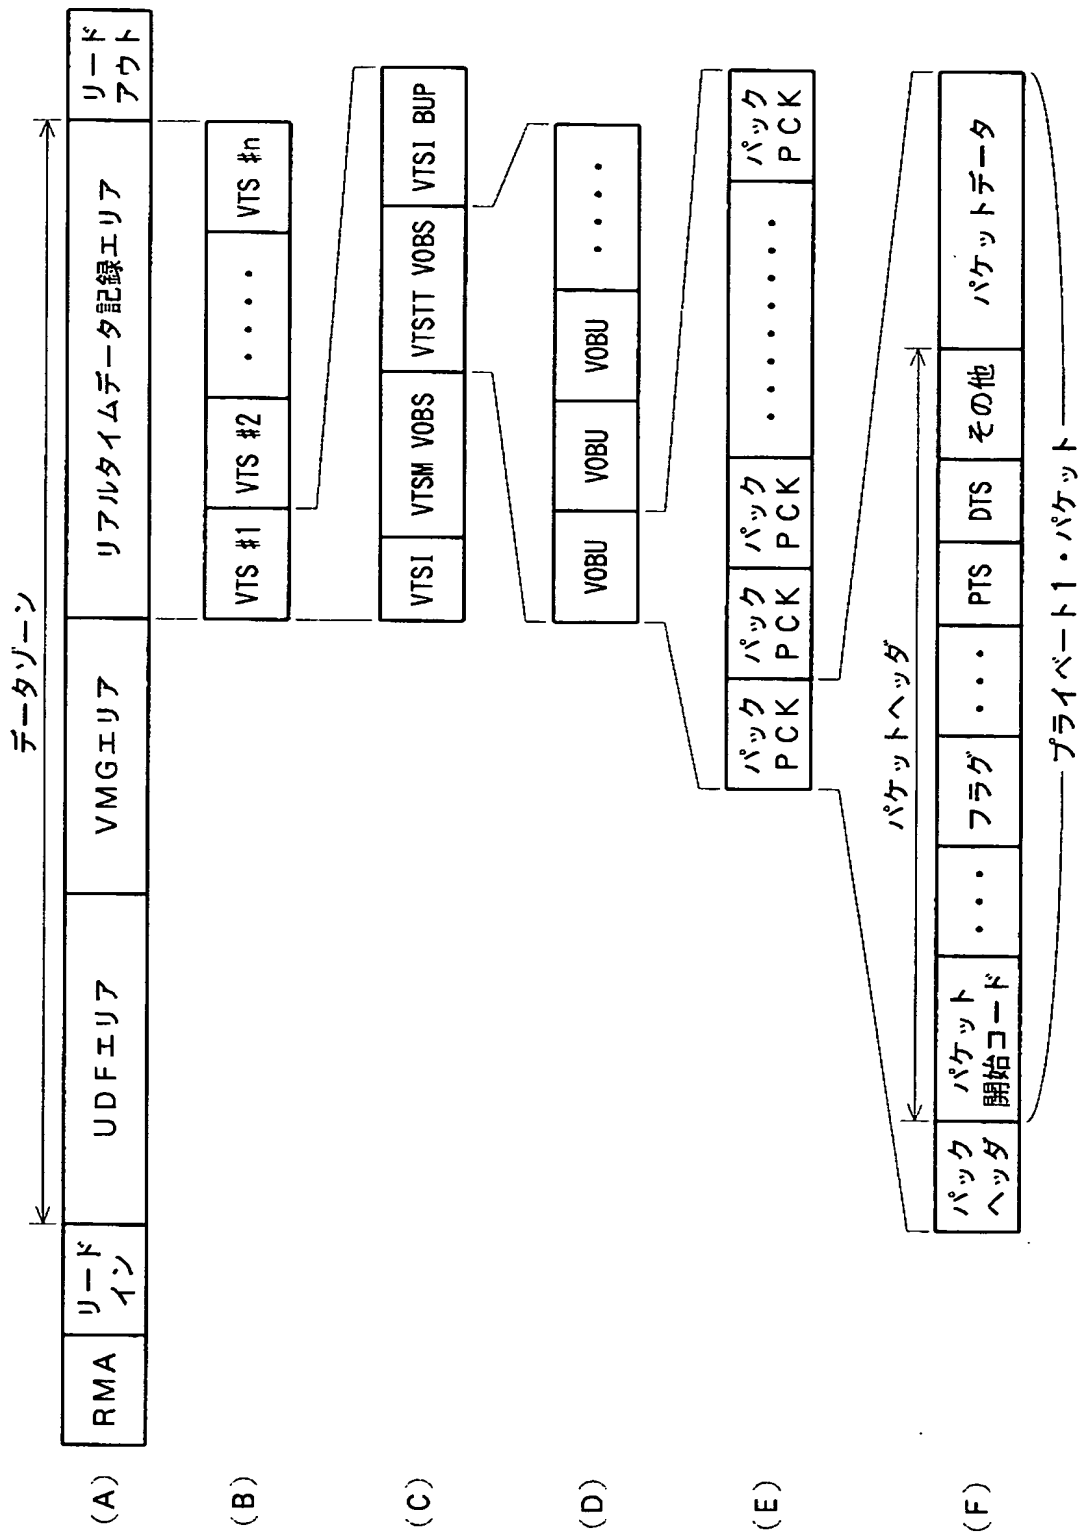 データゾーン
(A)
RMA
リード
イン
UDFエリア
VMGエリア
リアルタイムデータ記録エリア
リード
アウト
(B)
VTS #1
VTS #2
・・・・
VTS #n
(C)
VTSI
VTSM VOBS
VTSTT VOBS
VTSI BUP
(D)
VOBU
VOBU
VOBU
・・・・
(E)
パック
PCK
パック
PCK
パック
PCK
・・・・・・・・
パック
PCK
パケットヘッダ
(F)
パック
ヘッダ
パケット
開始コード
・・・
フラグ
・・・
PTS
DTS
その他
パケットデータ
プライベート1・パケット